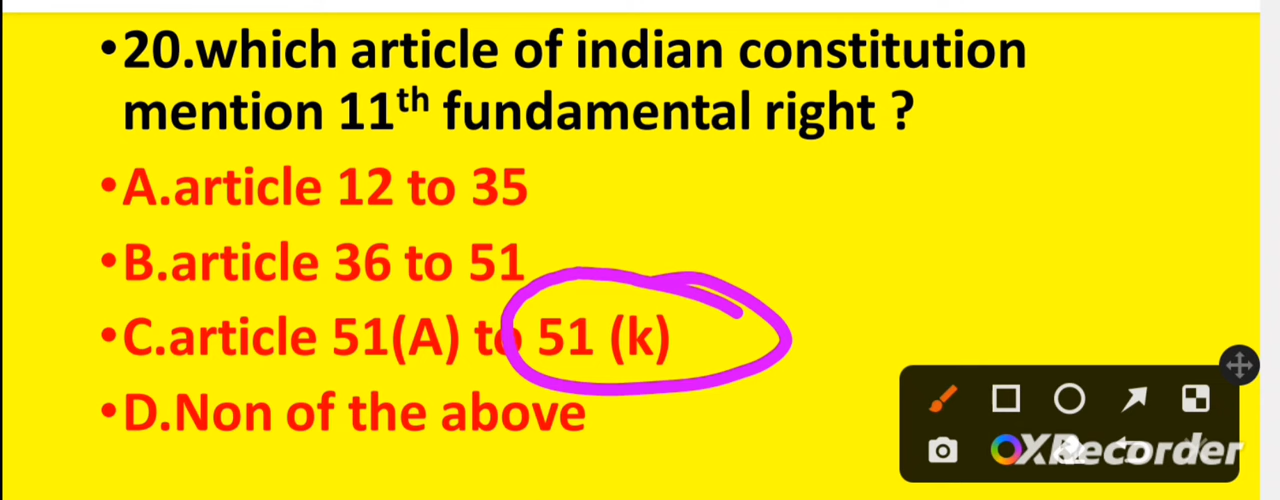 •20.which article of indian constitution
mention 11th fundamental right ?
•A.article 12 to 35
•B.article 36 to 51
•C.article 51(A) to 51 (k)
•D.Non of the above
XRecorder